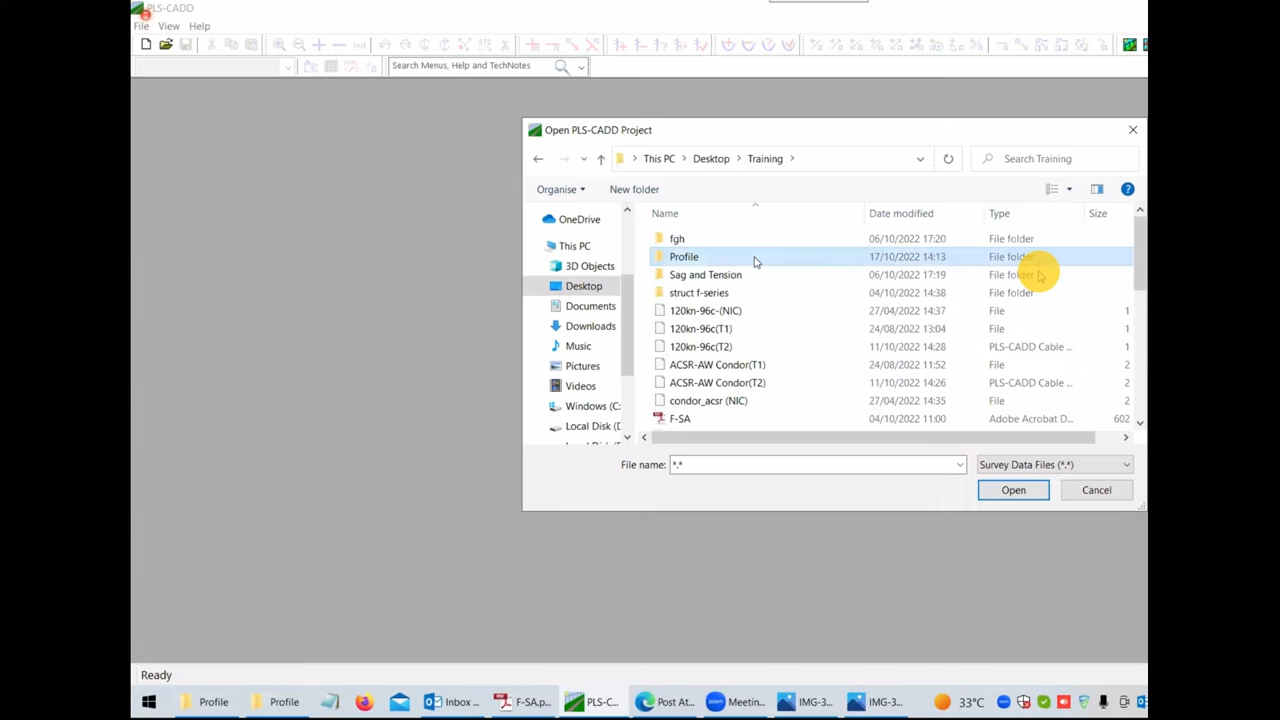 PLS-CADD
File View Help
Search Menus, Help and TechNotes
Open PLS-CADD Project
This PC > Desktop > Training >
Search Training
Organise
New folder
Name Date modified Type Size
OneDrive
This PC
3D Objects
Desktop
Documents
Downloads
Music
Pictures
Videos
Windows (C:
Local Disk (D
fgh 06/10/2022 17:20 File folder
Profile 17/10/2022 14:13 File folder
Sag and Tension 06/10/2022 17:19 File folder
struct f-series 04/10/2022 14:38 File folder
120kn-96c-(NIC) 27/04/2022 14:37 File 1
120kn-96c(T1) 24/08/2022 13:04 File 1
120kn-96c(T2) 11/10/2022 14:28 PLS-CADD Cable ... 1
ACSR-AW Condor(T1) 24/08/2022 11:52 File 2
ACSR-AW Condor(T2) 11/10/2022 14:26 PLS-CADD Cable ... 2
condor_acsr (NIC) 27/04/2022 14:35 File 2
F-SA 04/10/2022 11:00 Adobe Acrobat D... 602
File name: *.*
Survey Data Files (*.*)
Open
Cancel
Ready
Profile
Profile
Inbox ...
F-SA.p...
PLS-C...
Post At...
Meetin...
IMG-3...
IMG-3...
33°C